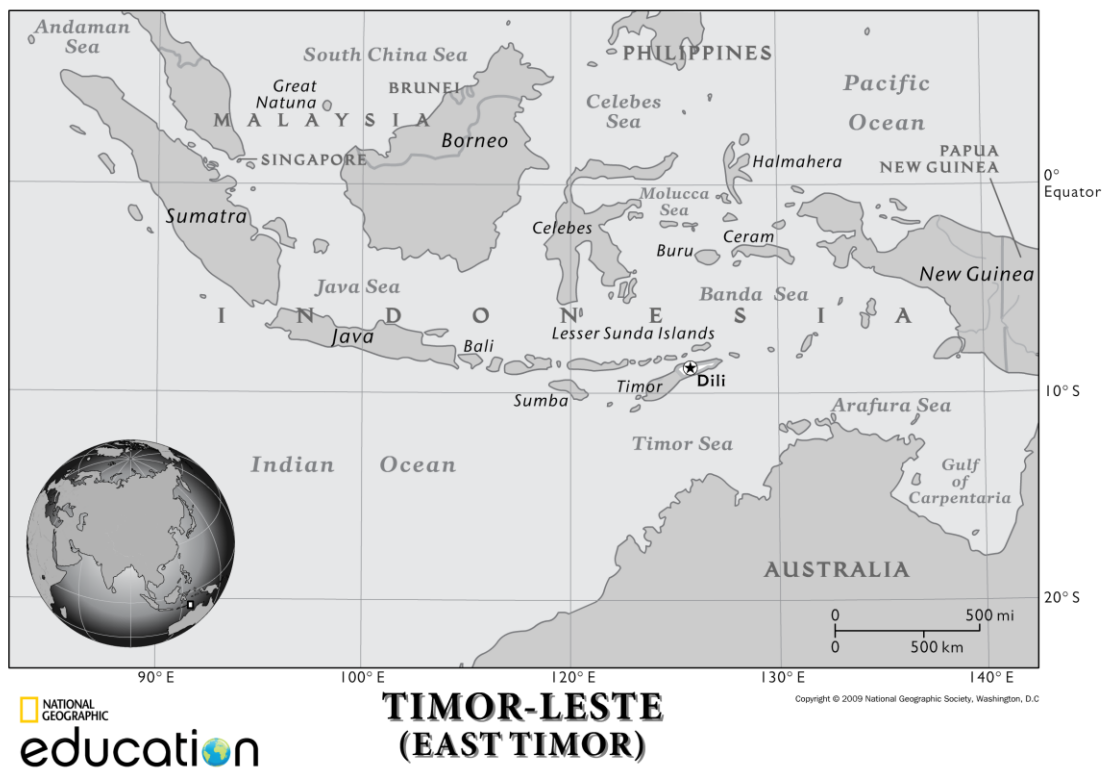 Andaman
Sea
South China Sea
PHILIPPINES
Great
Natuna
BRUNEI
Pacific
Ocean
Celebes
Sea
MALAYSIA
Borneo
SINGAPORE
Halmahera
PAPUA
NEW GUINEA
0°
Equator
Sumatra
Molucca
Sea
Celebes
Buru
Ceram
New Guinea
Java Sea
Banda Sea
INDONESIA
Java
Bali
Lesser Sunda Islands
Sumba
Timor
Dili
10° S
Arafura Sea
Timor Sea
Indian Ocean
Gulf
of
Carpentaria
AUSTRALIA
20° S
0 500 mi
0 500 km
90° E 100° E 120° E 130° E 140° E
NATIONAL
GEOGRAPHIC
education
TIMOR-LESTE
(EAST TIMOR)
Copyright © 2009 National Geographic Society, Washington, D.C